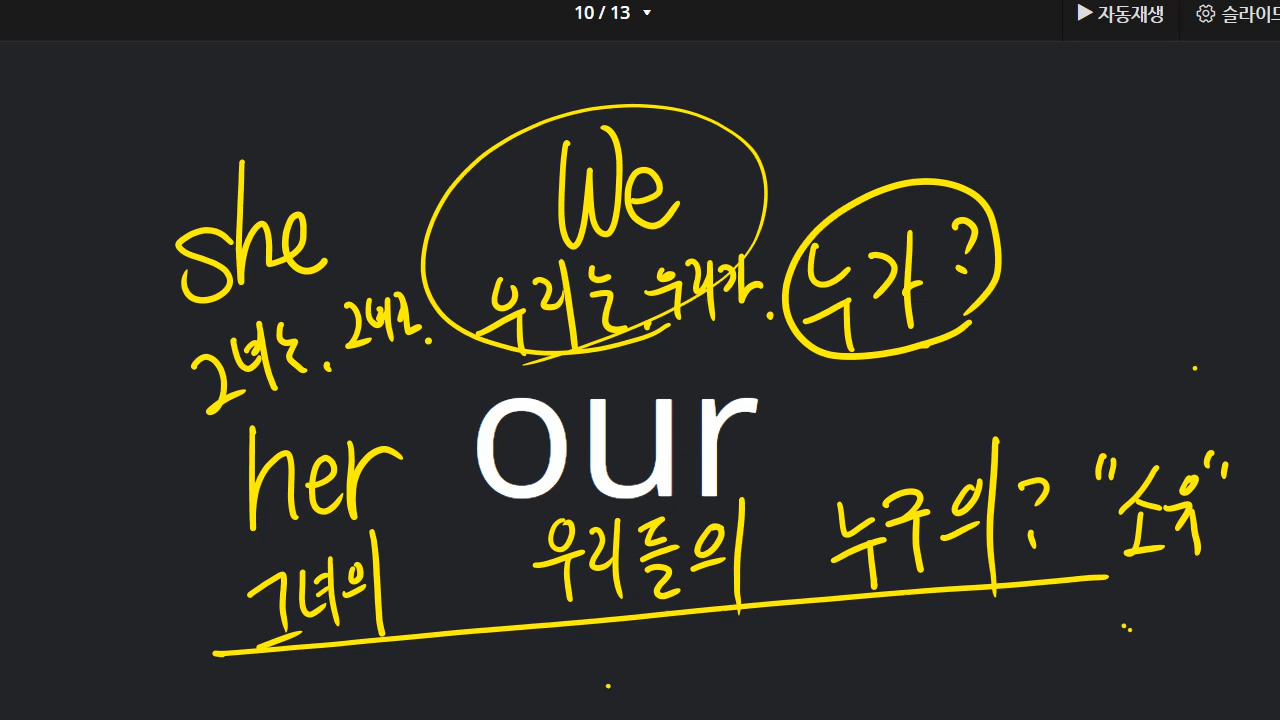 10 / 13
▶ 자동재생
슬라이드
she
그녀는, 그녀가.
We
우리는, 우리가.
누가?
our
her
그녀의
우리들의
누구의? "소유"